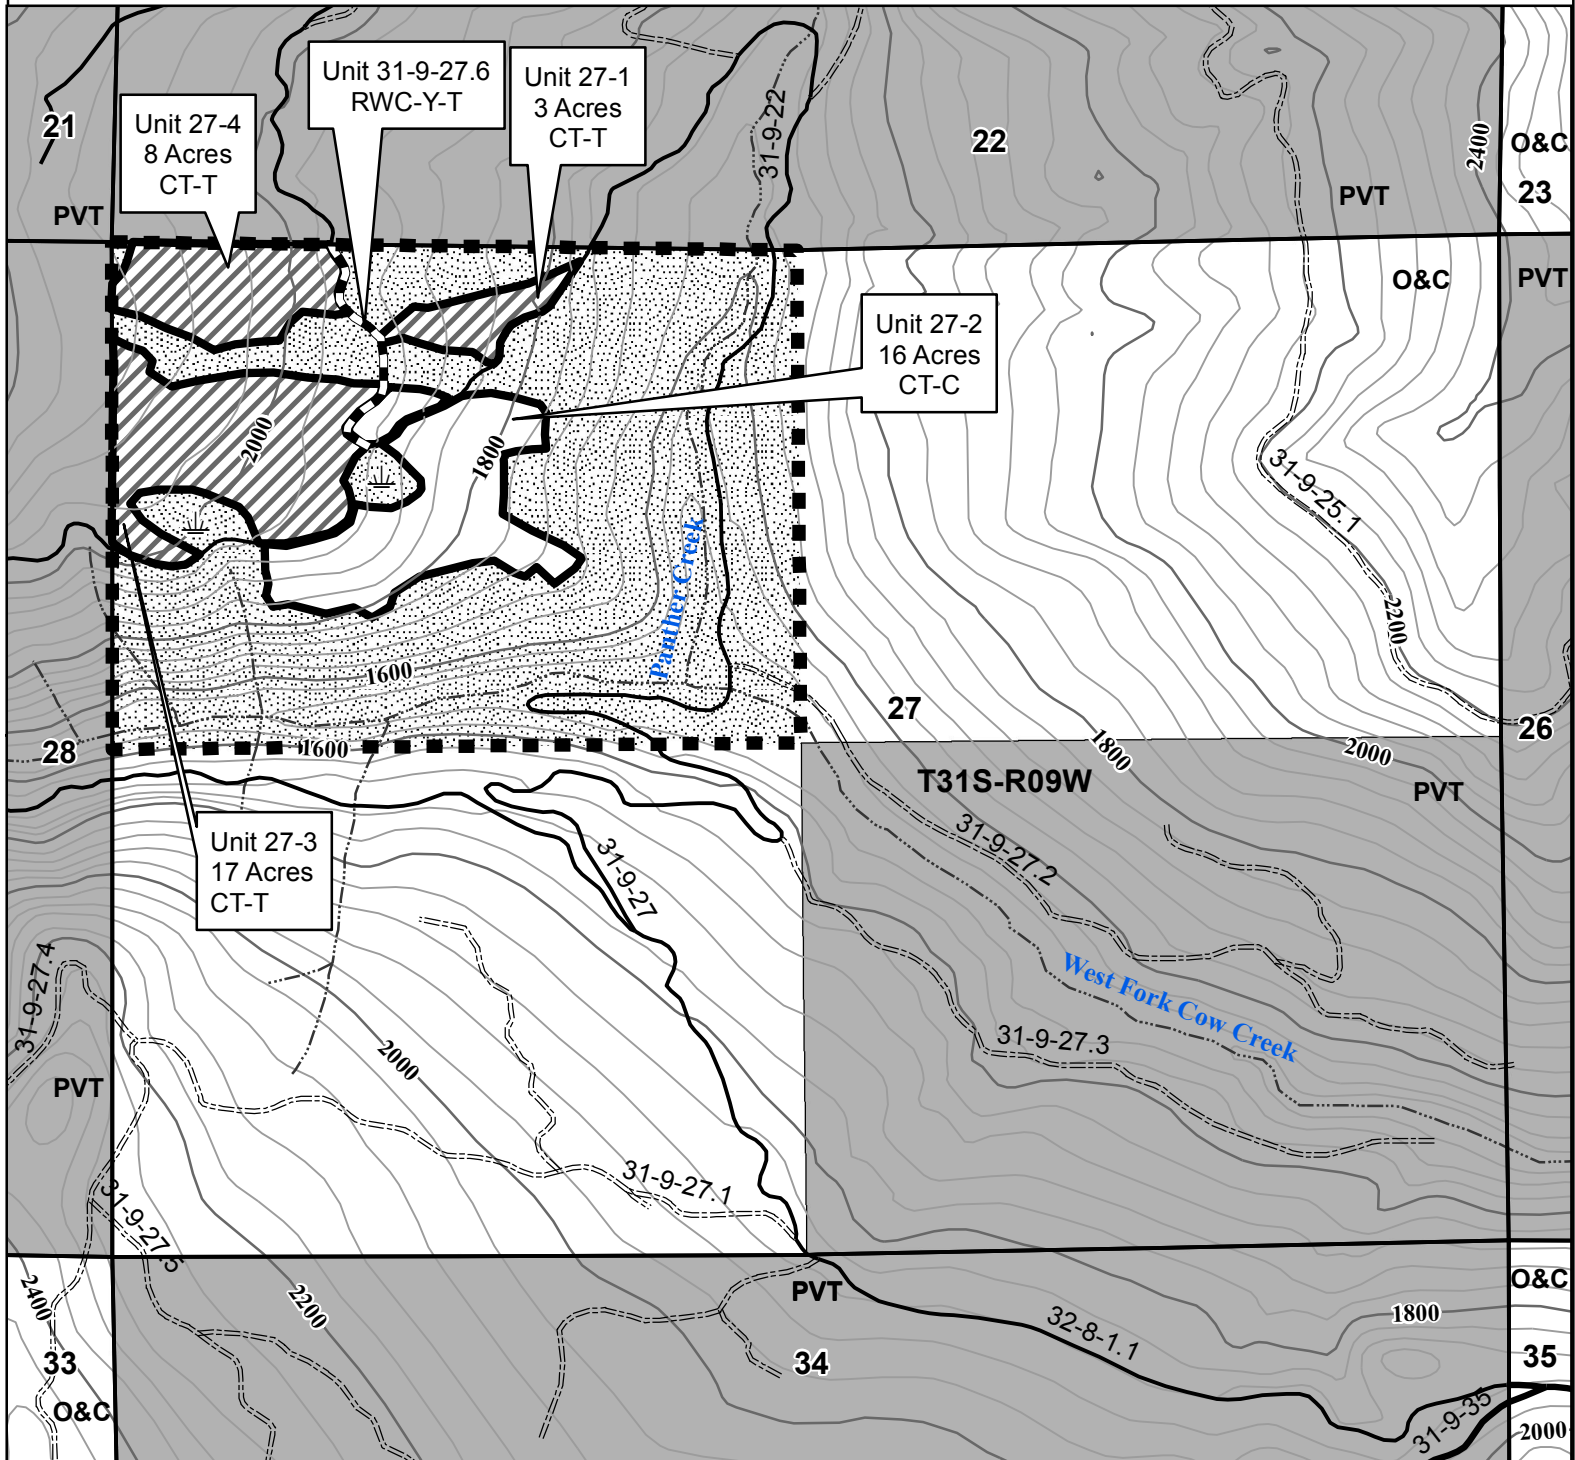 Unit 31-9-27.6
RWC-Y-T
Unit 27-1
3 Acres
CT-T
Unit 27-4
8 Acres
CT-T
21
PVT
31-9-22
22
PVT
2400
O&C
23
O&C
PVT
Unit 27-2
16 Acres
CT-C
2000
1800
31-9-25.1
Panther Creek
2200
1600
27
26
28
1600
1800
2000
T31S-R09W
PVT
Unit 27-3
17 Acres
CT-T
31-9-27
31-9-27.2
31-9-27.4
West Fork Cow Creek
31-9-27.3
2000
PVT
31-9-27.1
31-9-27.5
PVT
O&C
2400
2200
32-8-1.1
1800
33
34
35
O&C
31-9-35
2000